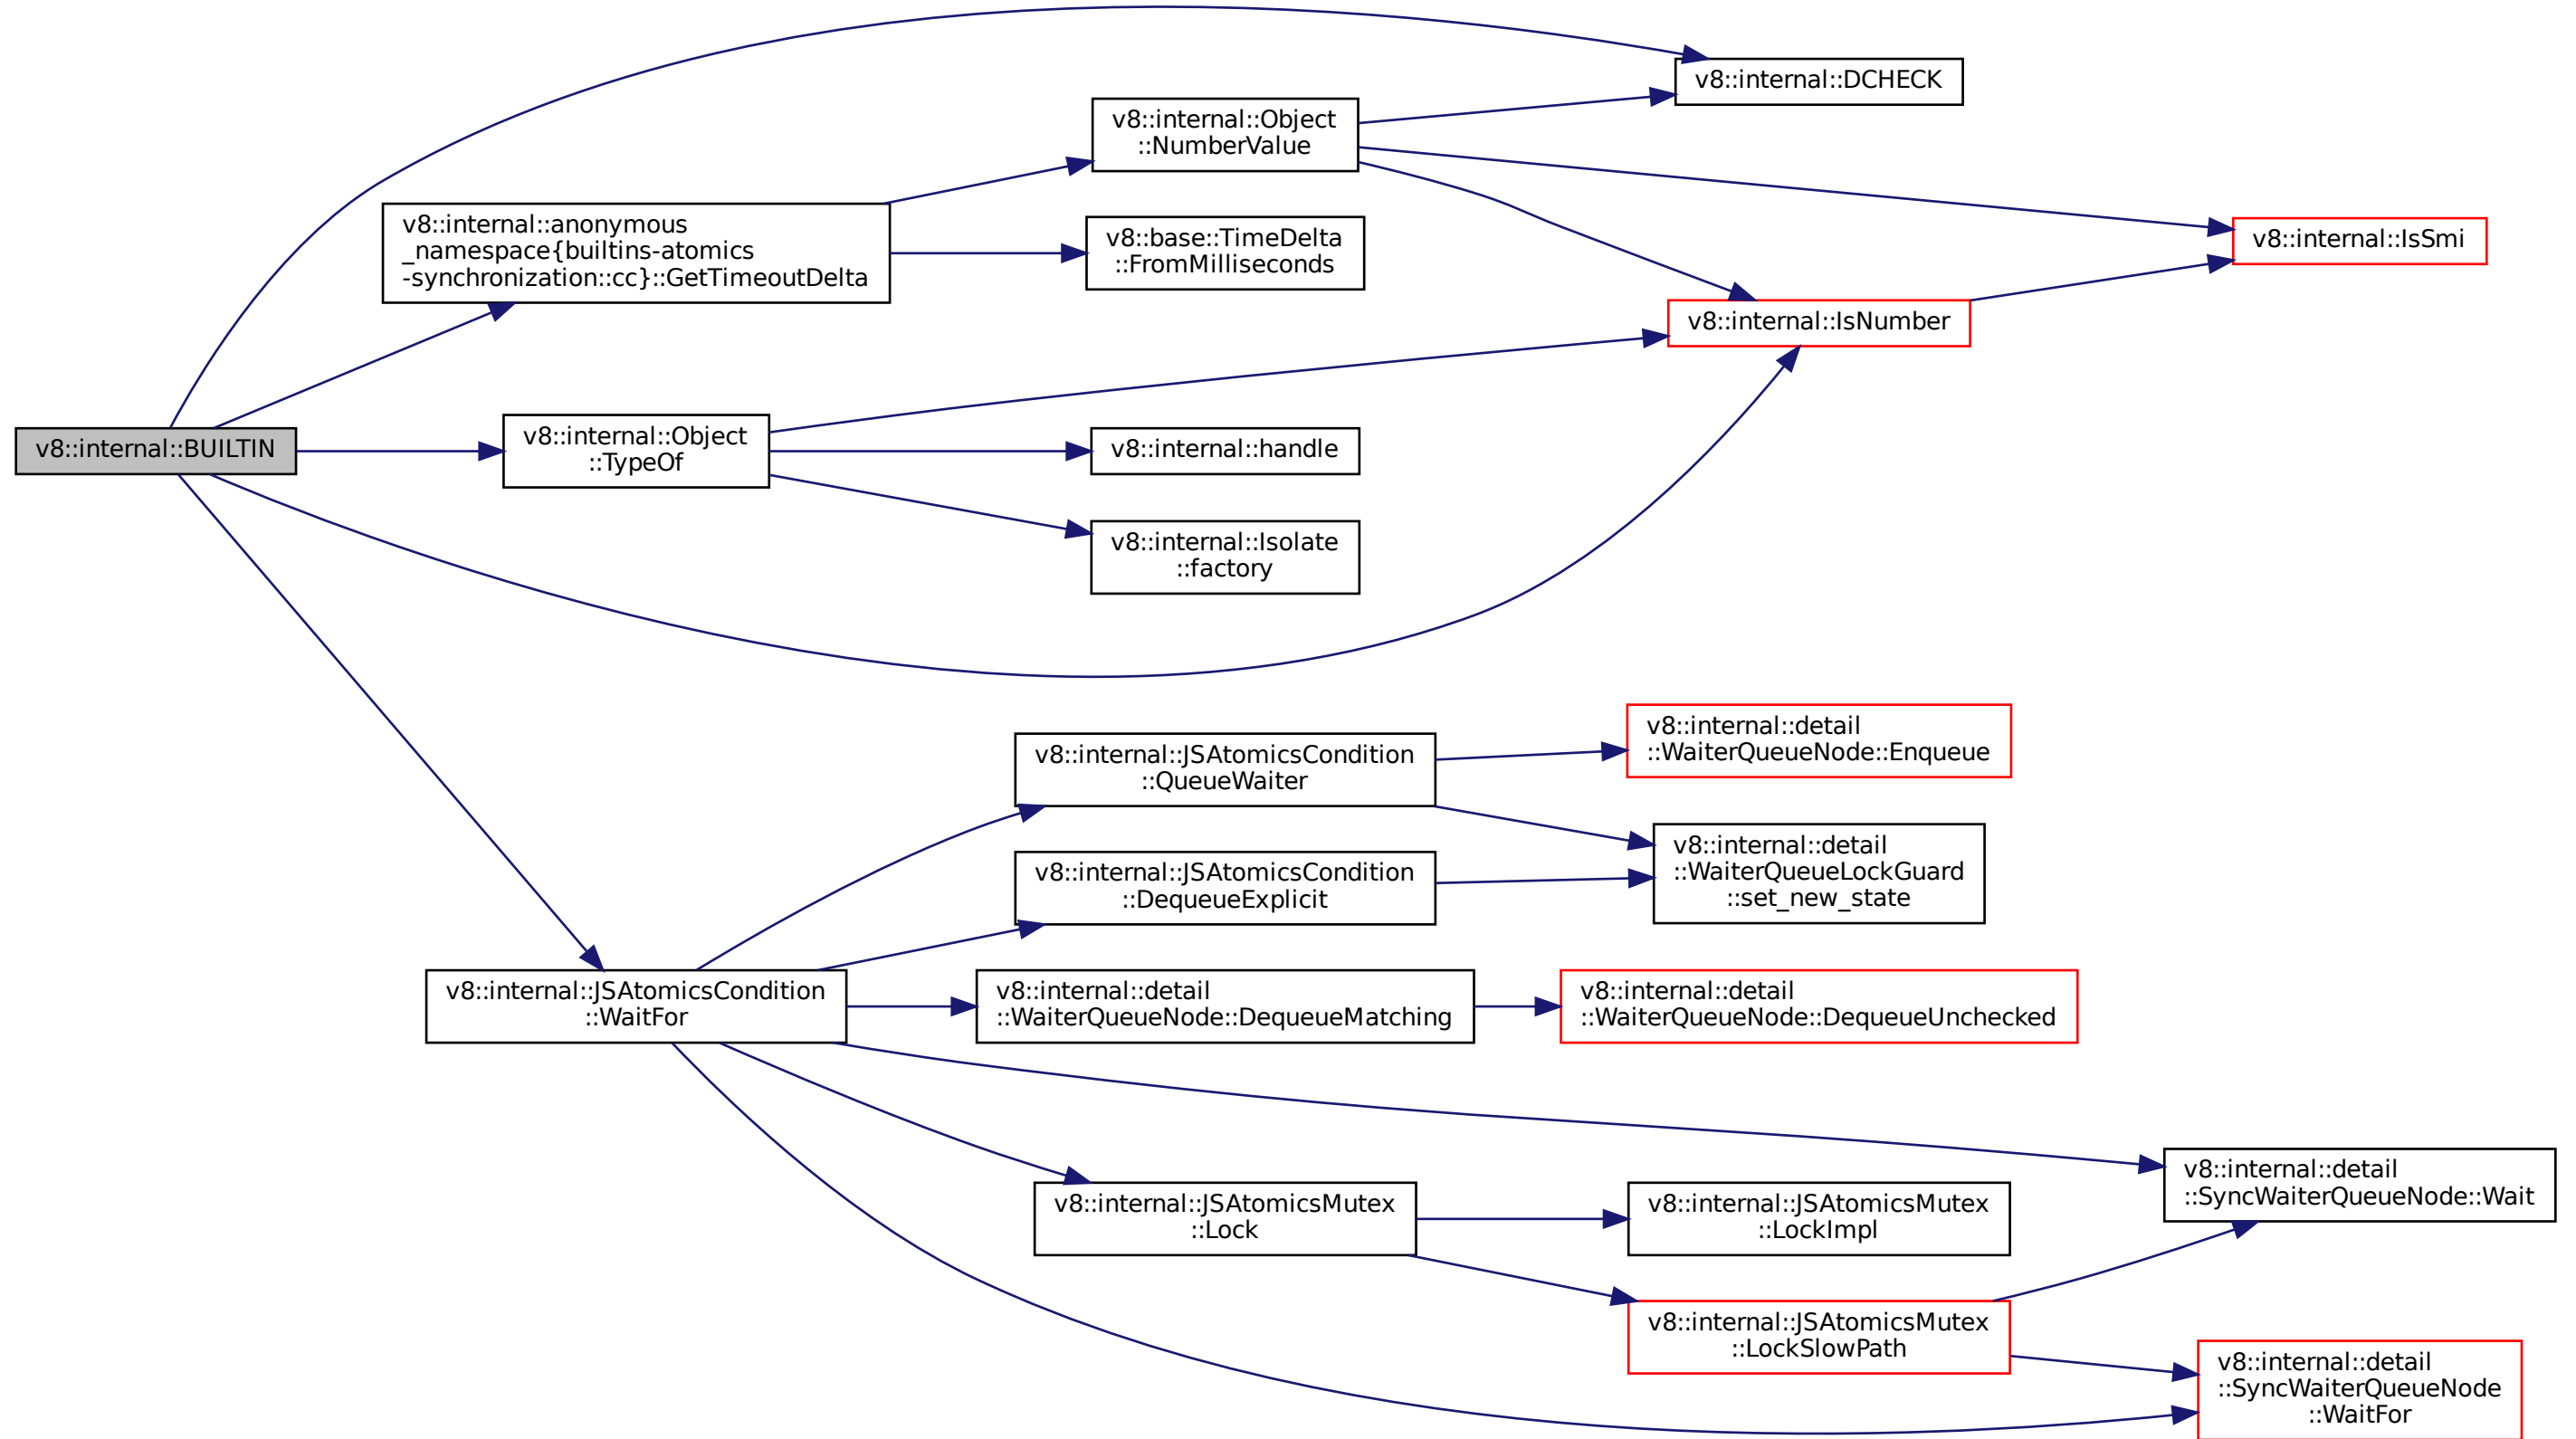 v8::internal::BUILTIN
v8::internal::DCHECK
v8::internal::anonymous
_namespace{builtins-atomics
-synchronization::cc}::GetTimeoutDelta
v8::internal::Object
::NumberValue
v8::internal::IsNumber
v8::internal::IsSmi
v8::base::TimeDelta
::FromMilliseconds
v8::internal::Object
::TypeOf
v8::internal::handle
v8::internal::Isolate
::factory
v8::internal::JSAtomicsCondition
::WaitFor
v8::internal::JSAtomicsCondition
::QueueWaiter
v8::internal::detail
::WaiterQueueNode::Enqueue
v8::internal::detail
::WaiterQueueLockGuard
::set_new_state
v8::internal::JSAtomicsCondition
::DequeueExplicit
v8::internal::detail
::WaiterQueueNode::DequeueMatching
v8::internal::detail
::WaiterQueueNode::DequeueUnchecked
v8::internal::detail
::SyncWaiterQueueNode::Wait
v8::internal::JSAtomicsMutex
::Lock
v8::internal::JSAtomicsMutex
::LockImpl
v8::internal::JSAtomicsMutex
::LockSlowPath
v8::internal::detail
::SyncWaiterQueueNode
::WaitFor